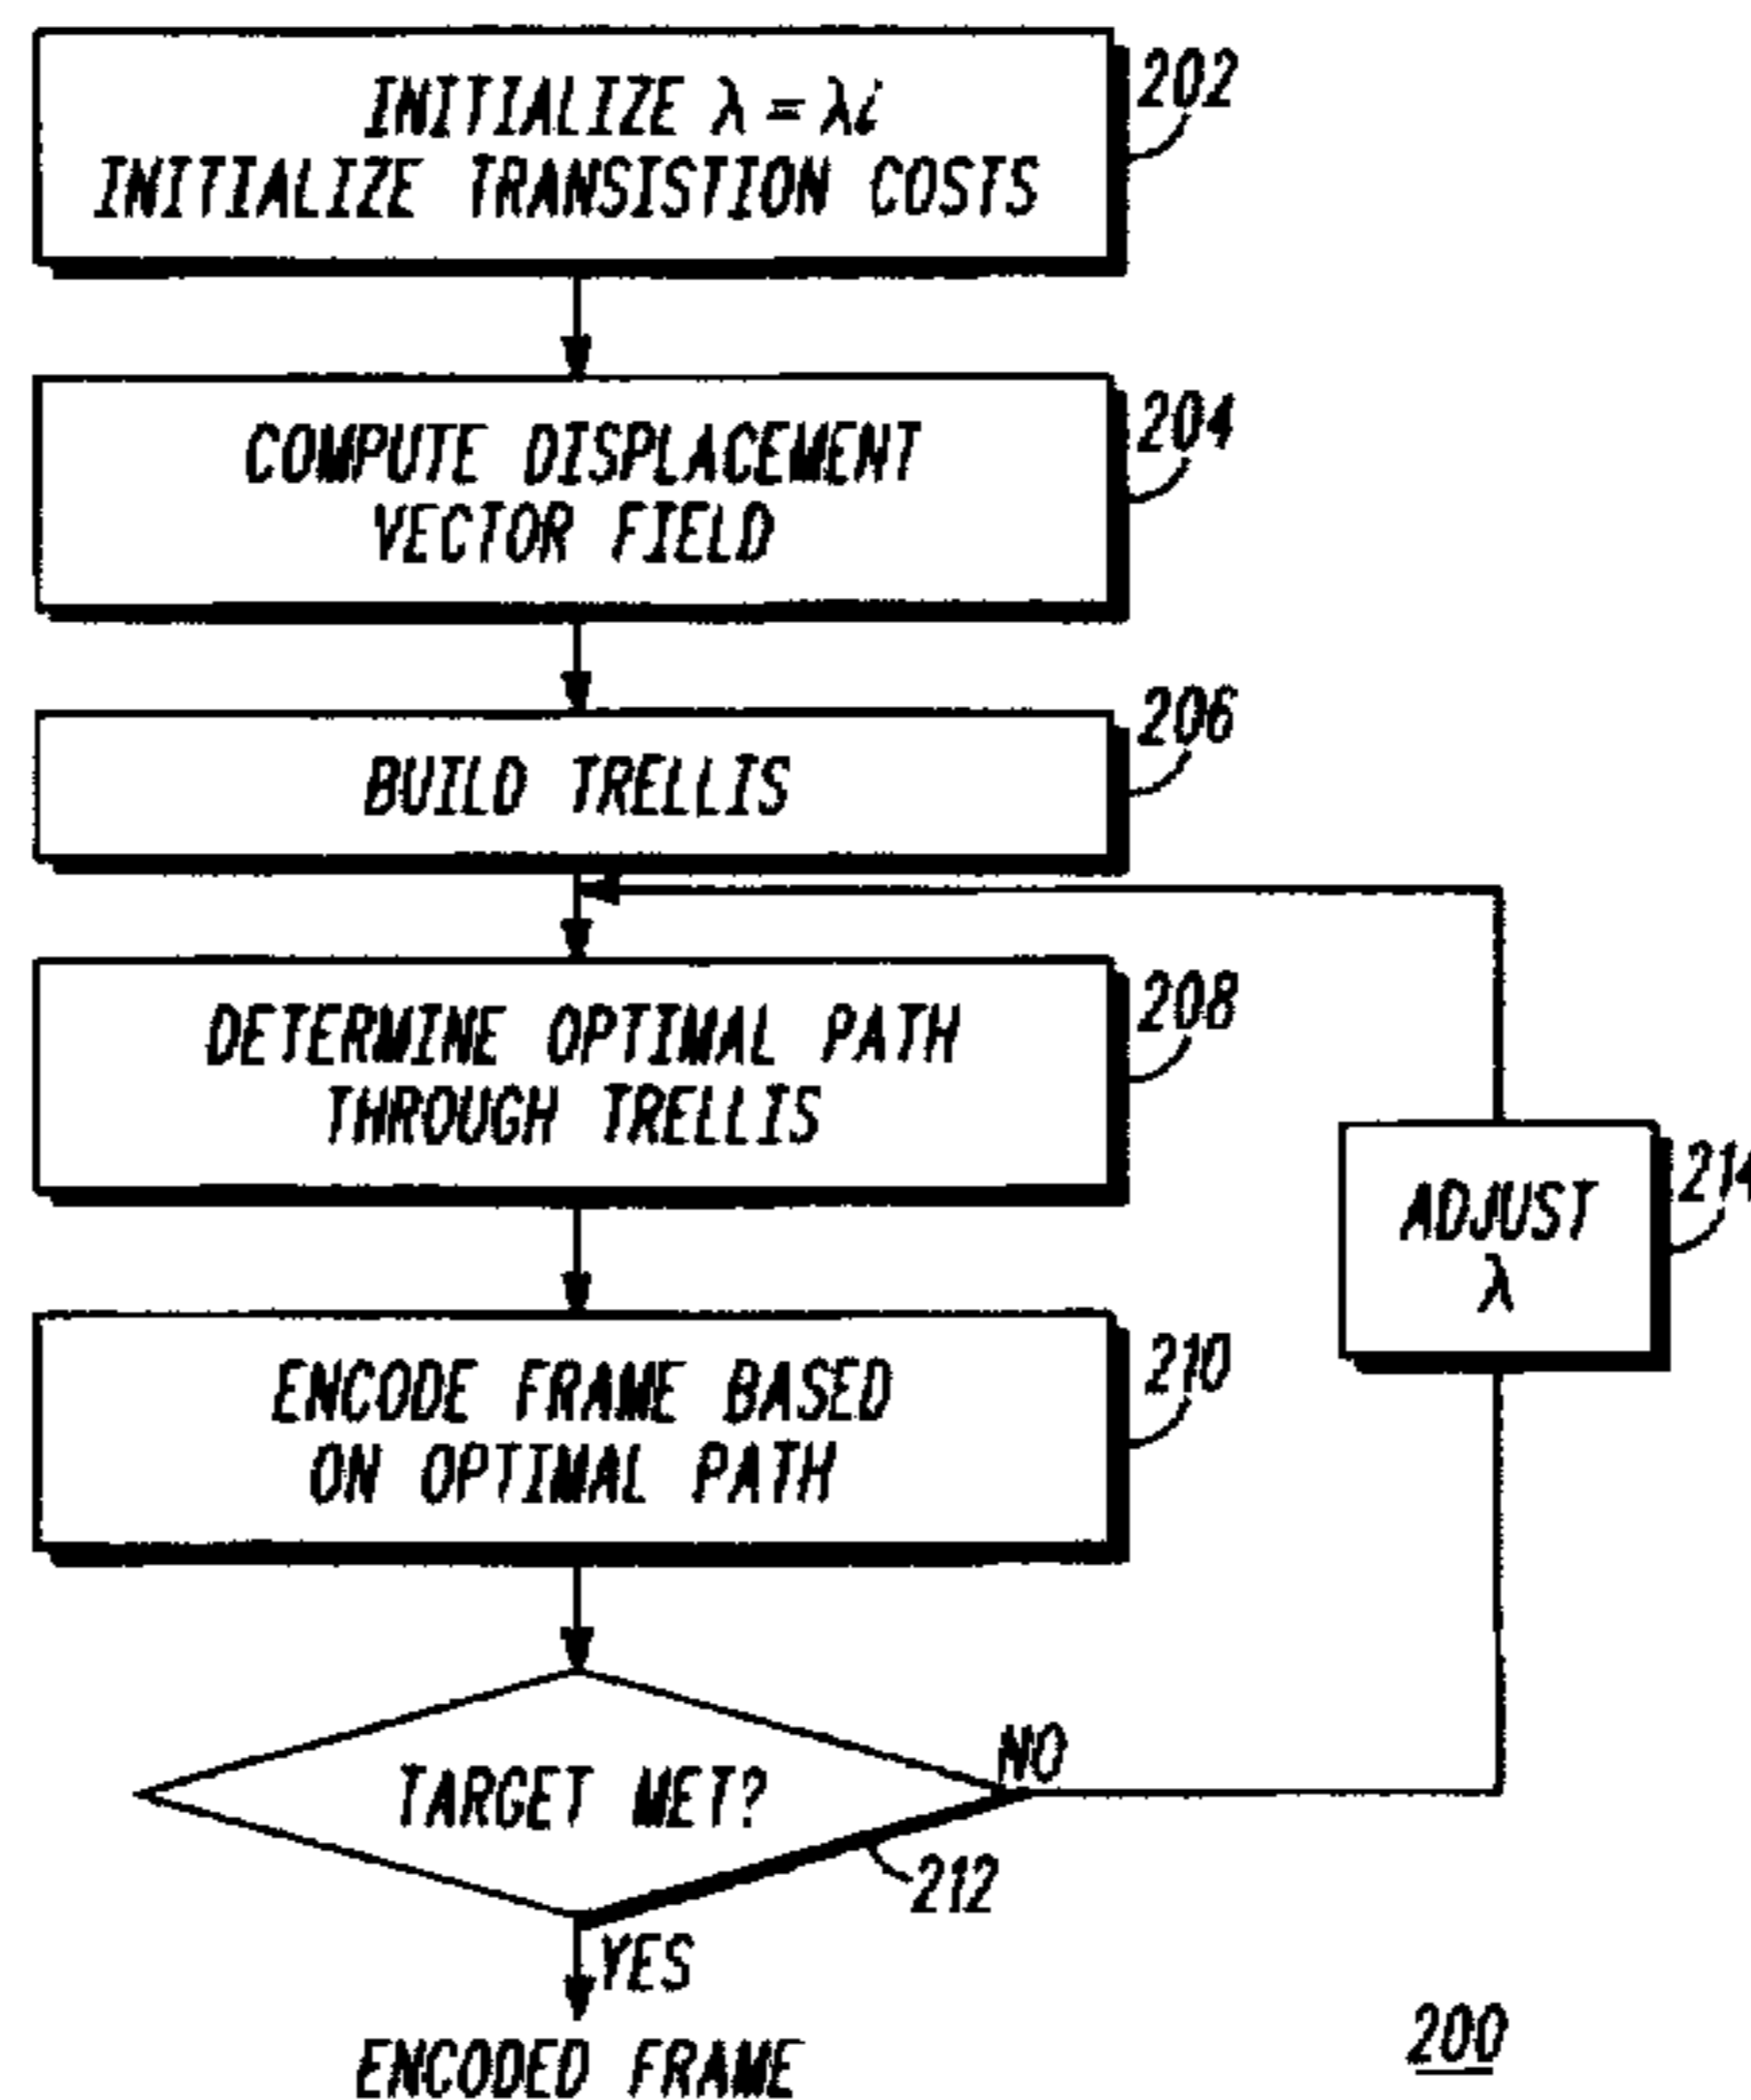 INITIALIZE λ = λi
202
INITIALIZE TRANSISTION COSTS
COMPUTE DISPLACEMENT
204
VECTOR FIELD
206
BUILD TRELLIS
208
DETERMINE OPTIMAL PATH
THROUGH TRELLIS
214
ADJUST
λ
210
ENCODE FRAME BASED
ON OPTIMAL PATH
NO
TARGET MET?
212
YES
200
ENCODED FRAME